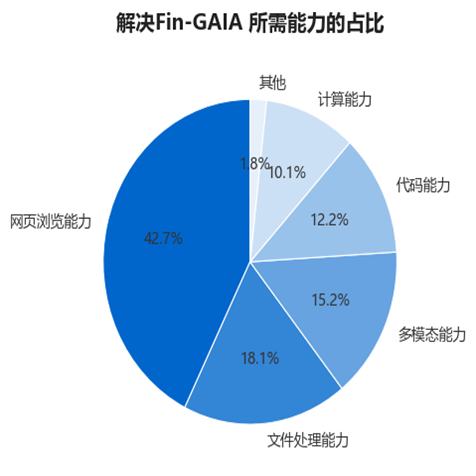 解决Fin-GAIA 所需能力的占比
其他
1.8%
计算能力
10.1%
代码能力
12.2%
多模态能力
15.2%
文件处理能力
18.1%
网页浏览能力
42.7%